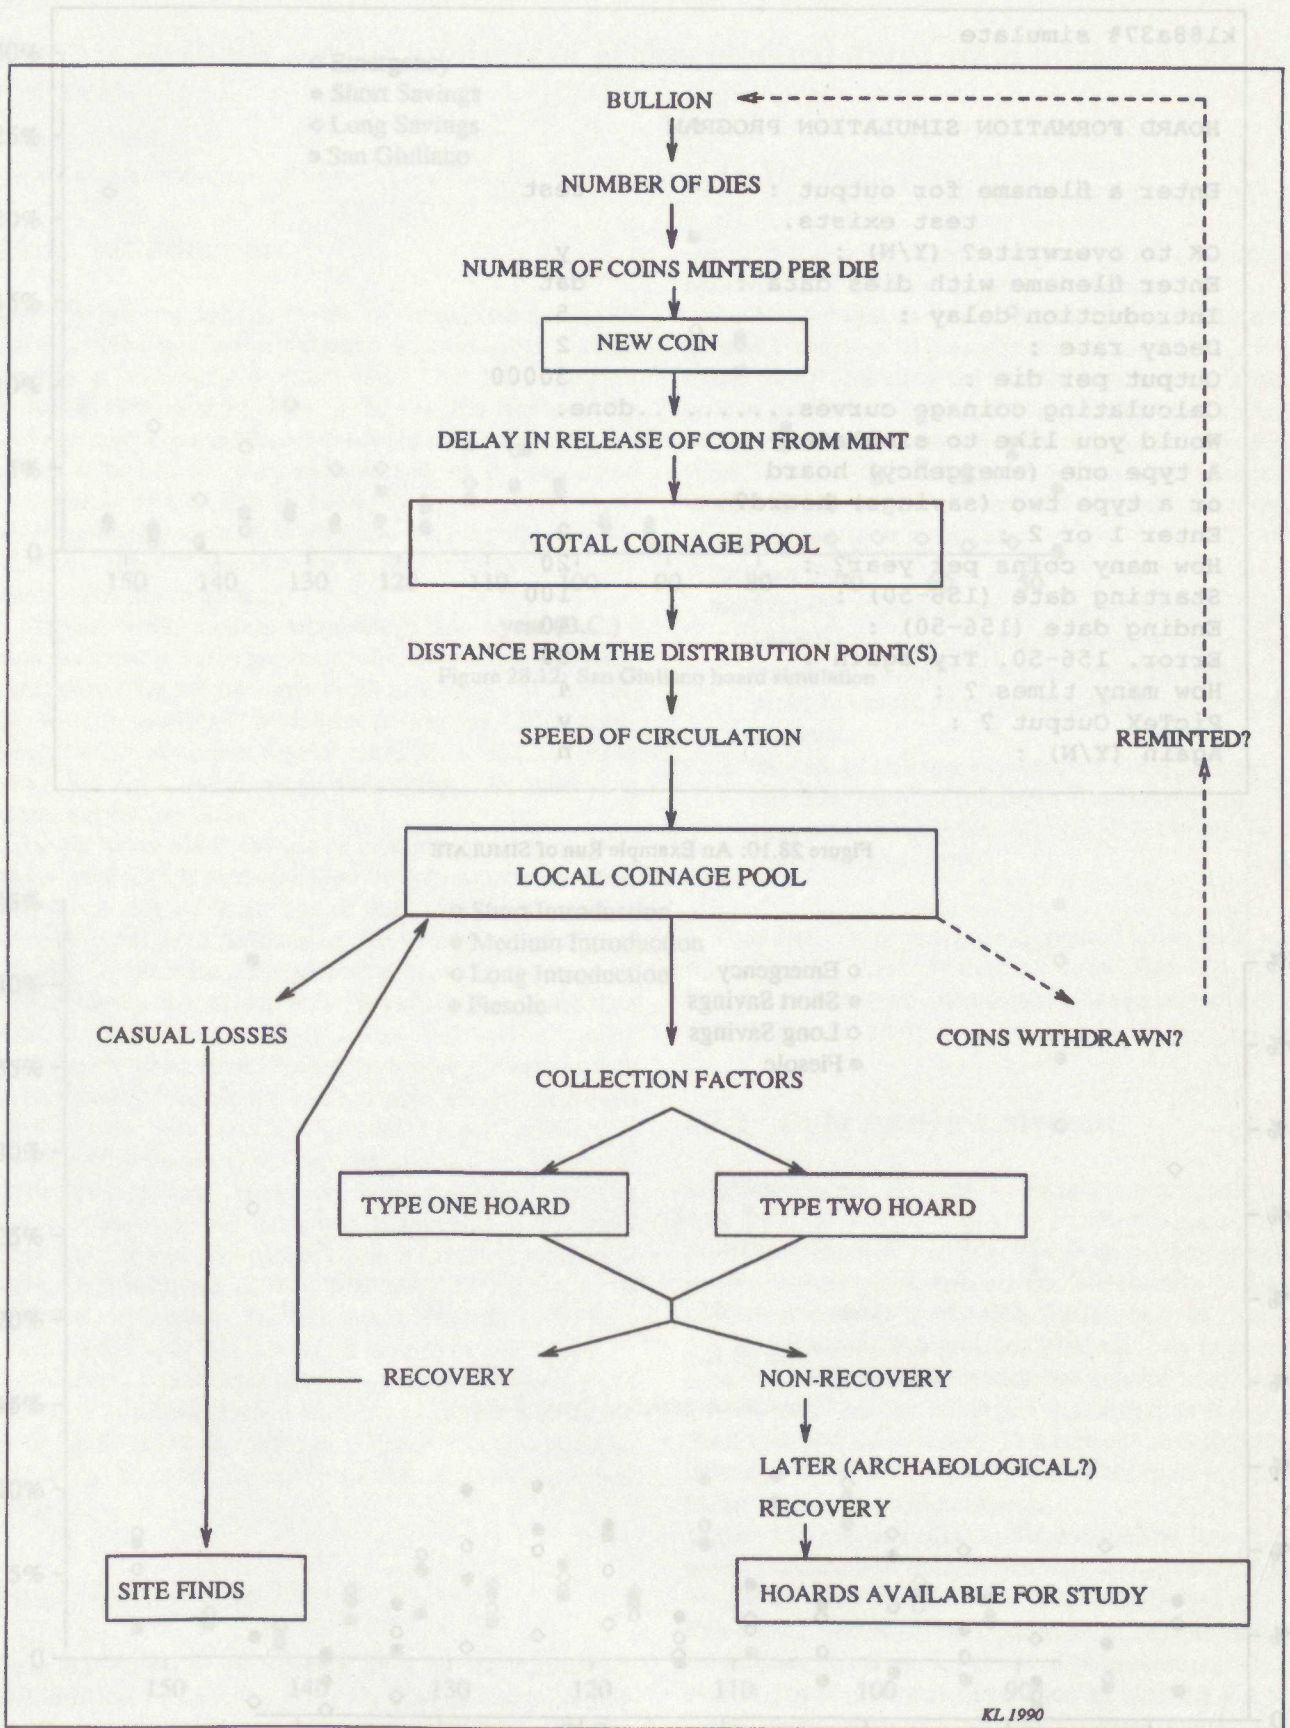 BULLION
NUMBER OF DIES
NUMBER OF COINS MINTED PER DIE
NEW COIN
DELAY IN RELEASE OF COIN FROM MINT
TOTAL COINAGE POOL
DISTANCE FROM THE DISTRIBUTION POINT(S)
SPEED OF CIRCULATION
REMINTED?
LOCAL COINAGE POOL
CASUAL LOSSES
COINS WITHDRAWN?
COLLECTION FACTORS
TYPE ONE HOARD
TYPE TWO HOARD
RECOVERY
NON-RECOVERY
LATER (ARCHAEOLOGICAL?)
RECOVERY
SITE FINDS
HOARDS AVAILABLE FOR STUDY
KL 1990